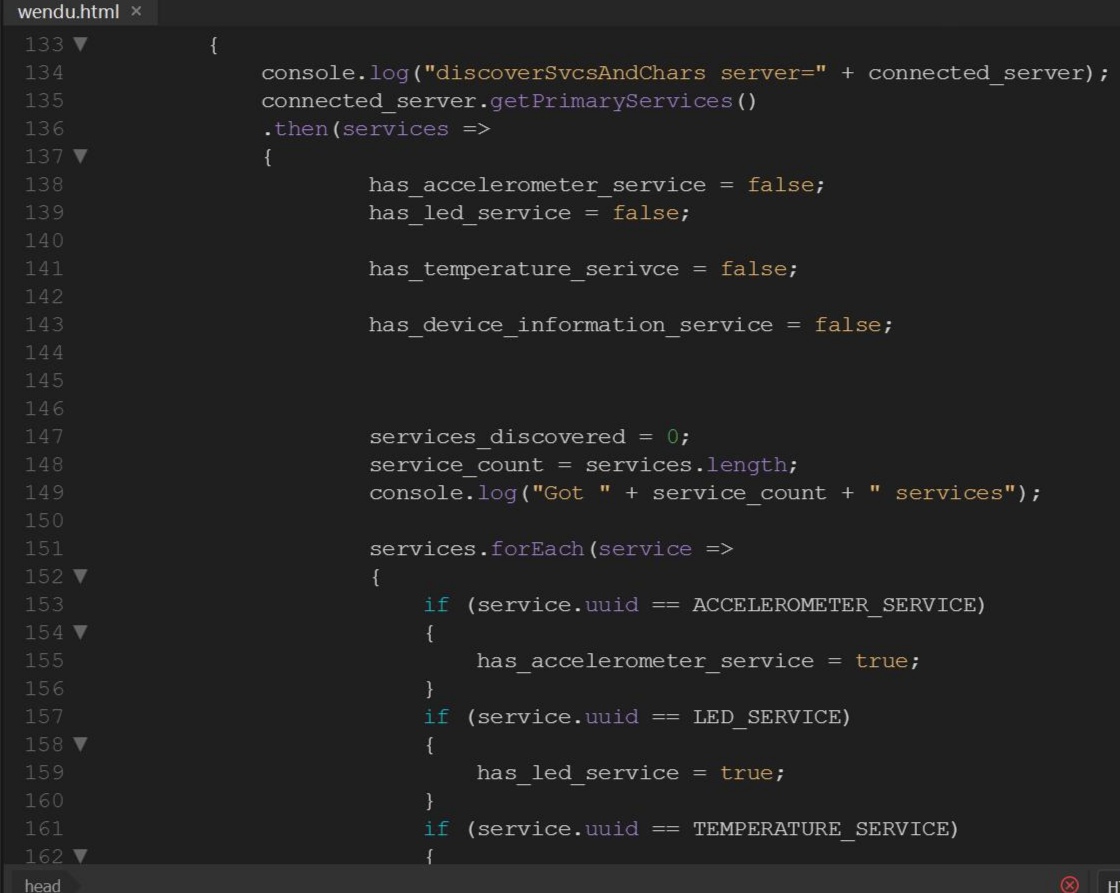 wendu.html ×
133 ▼ {
134 console.log("discoverSvcsAndChars server=" + connected_server);
135 connected_server.getPrimaryServices()
136 .then(services =>
137 ▼ {
138 has_accelerometer_service = false;
139 has_led_service = false;
140
141 has_temperature_serivce = false;
142
143 has_device_information_service = false;
144
145
146
147 services_discovered = 0;
148 service_count = services.length;
149 console.log("Got " + service_count + " services");
150
151 services.forEach(service =>
152 ▼ {
153 if (service.uuid == ACCELEROMETER_SERVICE)
154 ▼ {
155 has_accelerometer_service = true;
156 }
157 if (service.uuid == LED_SERVICE)
158 ▼ {
159 has_led_service = true;
160 }
161 if (service.uuid == TEMPERATURE_SERVICE)
162 ▼ {
head